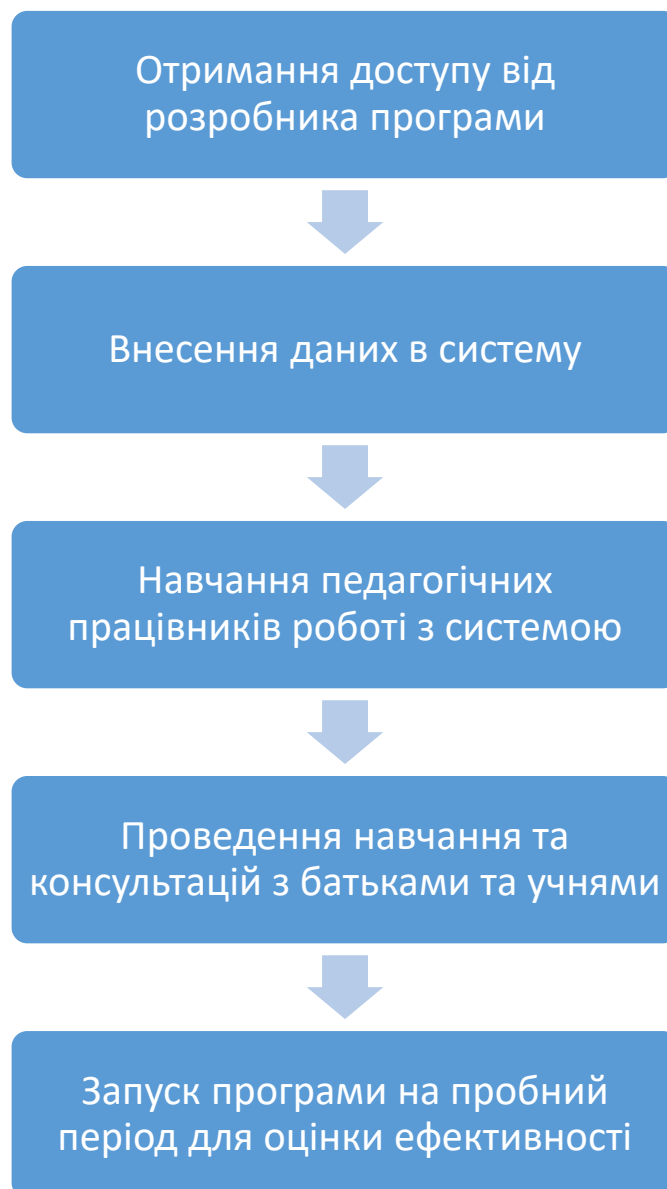 Отримання доступу від
розробника програми
Внесення даних в систему
Навчання педагогічних
працівників роботі з системою
Проведення навчання та
консультацій з батьками та учнями
Запуск програми на пробний
період для оцінки ефективності